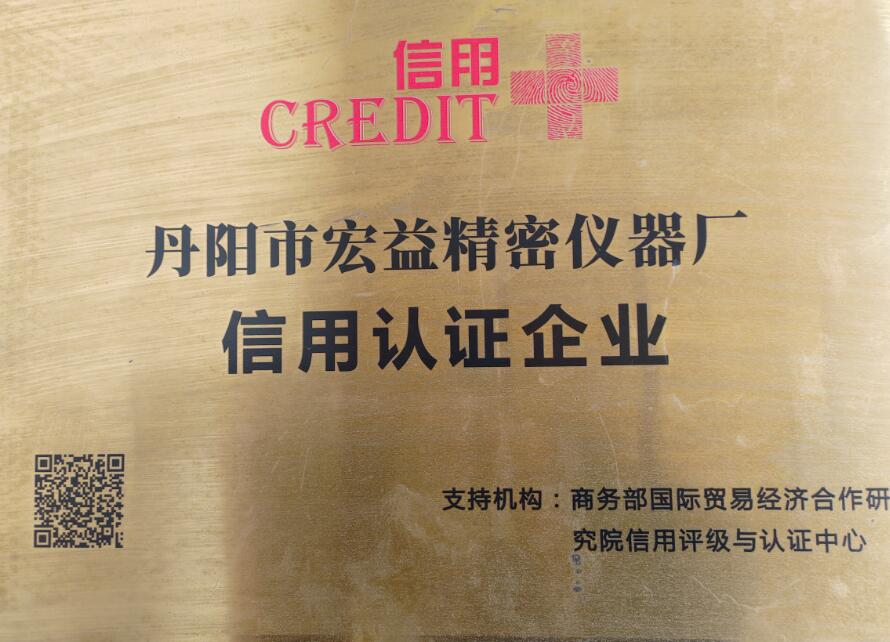 信用
CREDIT
丹阳市宏益精密仪器厂
信用认证企业
支持机构：商务部国际贸易经济合作研
究院信用评级与认证中心